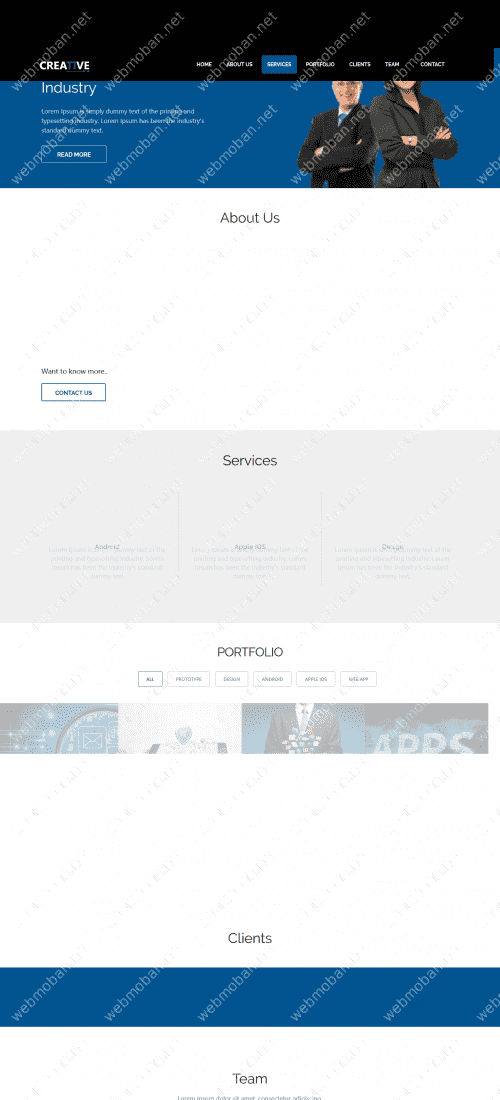 CREATIVE
HOME ABOUT US SERVICES PORTFOLIO CLIENTS TEAM CONTACT
Industry
Lorem Ipsum is simply dummy text of the printing and
typesetting industry. Lorem Ipsum has been the industry's
standard dummy text.
READ MORE
About Us
Want to know more..
CONTACT US
Services
Android
Lorem Ipsum is simply dummy text of the
printing and typesetting industry. Lorem
Ipsum has been the industry's standard
dummy text.
Apple IOS
Lorem Ipsum is simply dummy text of the
printing and typesetting industry. Lorem
Ipsum has been the industry's standard
dummy text.
Design
Lorem Ipsum is simply dummy text of the
printing and typesetting industry. Lorem
Ipsum has been the industry's standard
dummy text.
PORTFOLIO
ALL PROTOTYPE DESIGN ANDROID APPLE IOS WEB APP
APPS
Clients
Team
Lorem ipsum dolor sit amet, consectetur adipiscing
webmoban.net